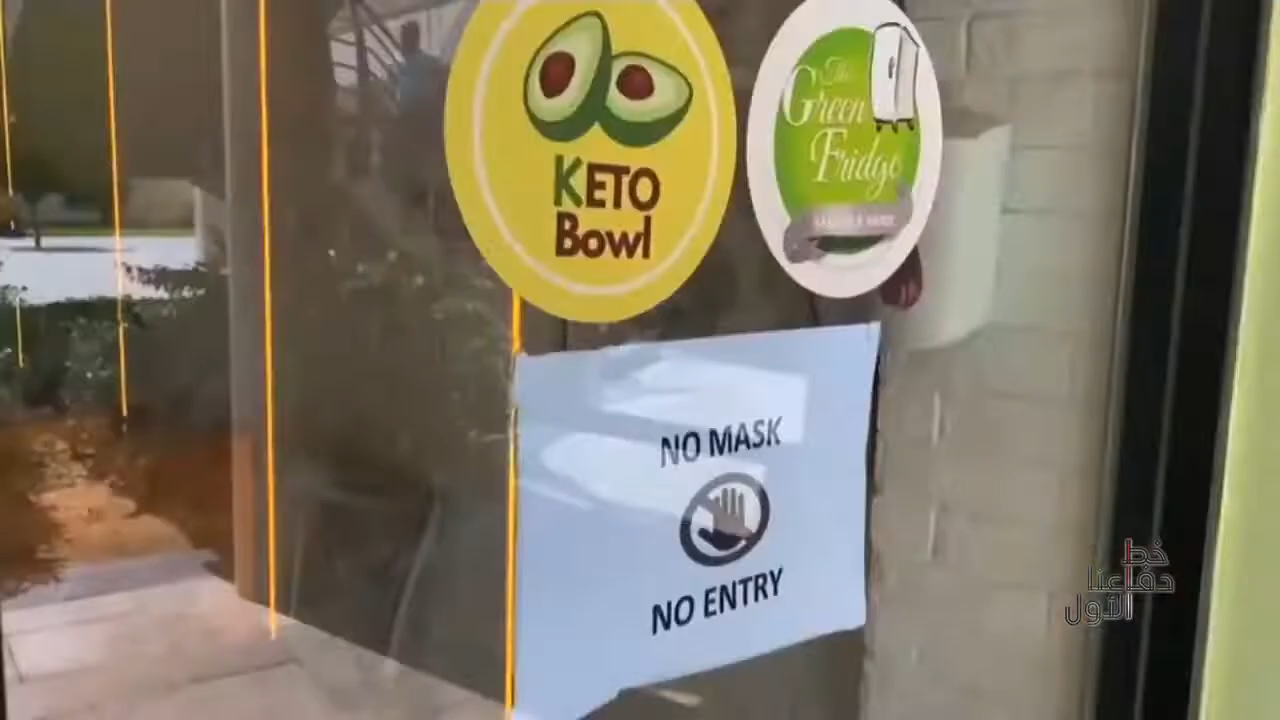 KETO
Bowl
The
Green
Fridge
NO MASK
NO ENTRY
خط
دفاعنا
الأول